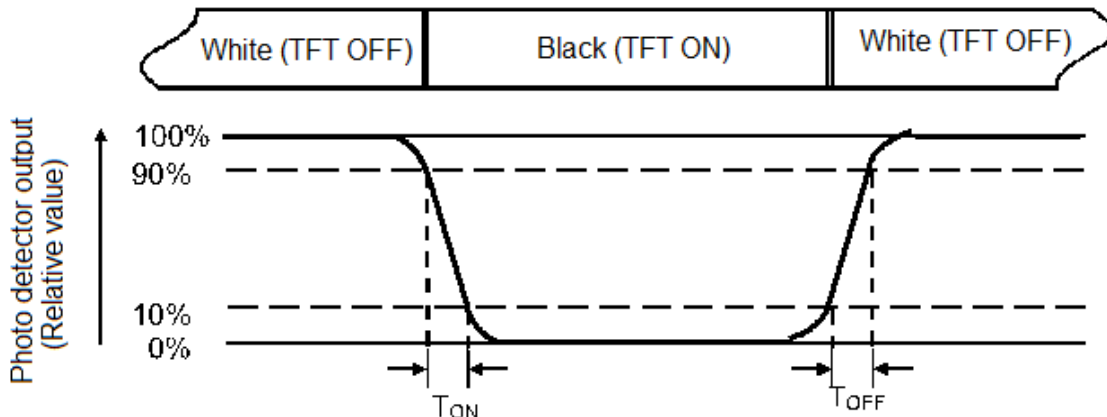 White (TFT OFF)
Black (TFT ON)
White (TFT OFF)
Photo detector output
(Relative value)
100%
90%
10%
0%
TON
TOFF